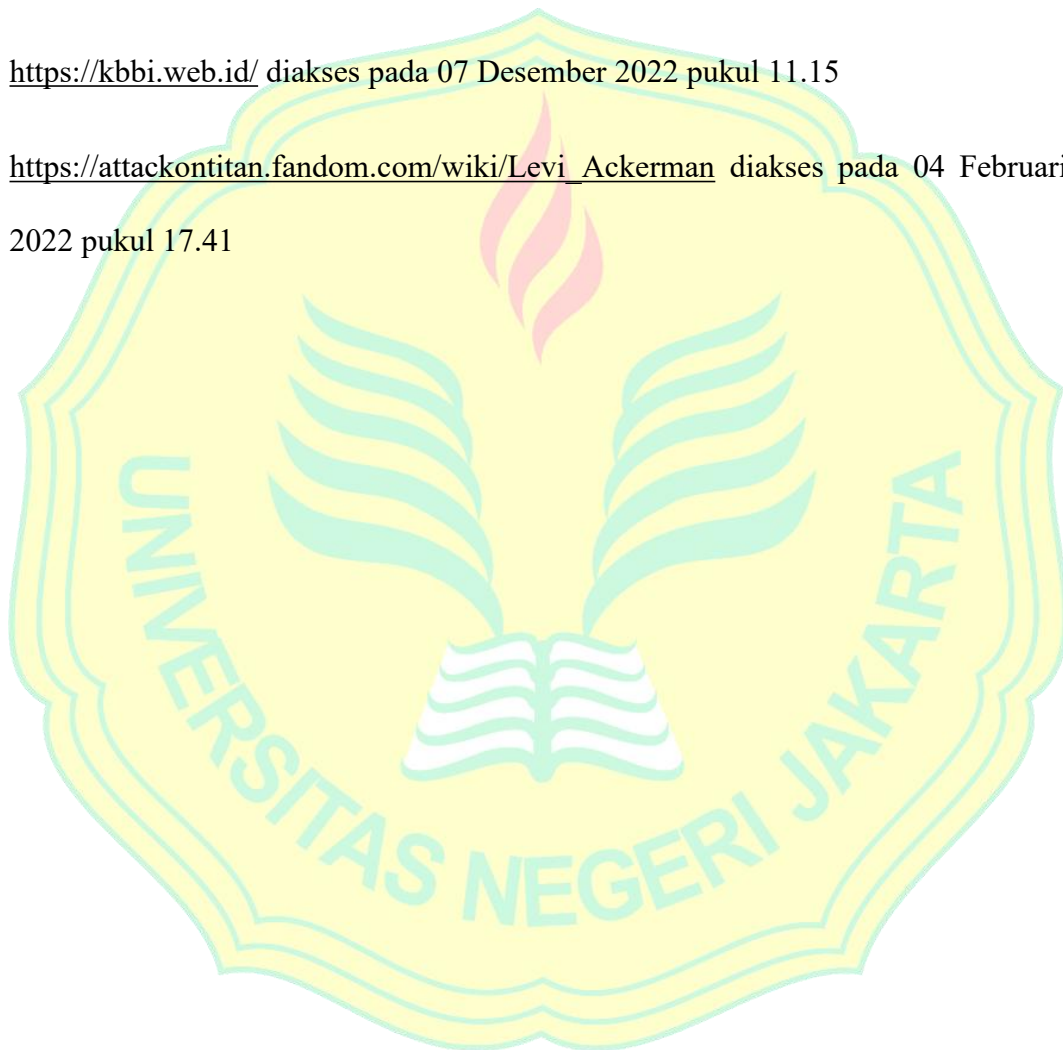 https://kbbi.web.id/ diakses pada 07 Desember 2022 pukul 11.15
https://attackontitan.fandom.com/wiki/Levi_Ackerman diakses pada 04 Februari
2022 pukul 17.41
UNIVERSITAS NEGERI JAKARTA